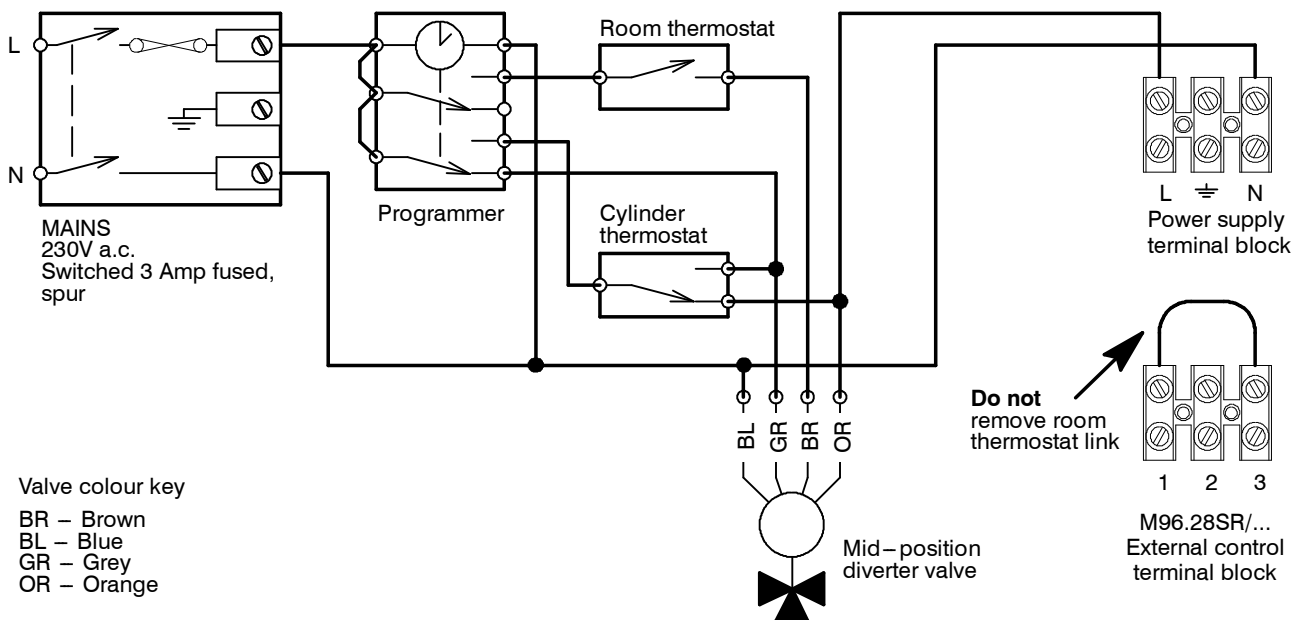 L
N
MAINS
230V a.c.
Switched 3 Amp fused,
spur
Programmer
Room thermostat
Cylinder
thermostat
L
N
Power supply
terminal block
Do not
remove room
thermostat link
1 2 3
M96.28SR/...
External control
terminal block
BL
GR
BR
OR
Mid–position
diverter valve
Valve colour key
BR – Brown
BL – Blue
GR – Grey
OR – Orange